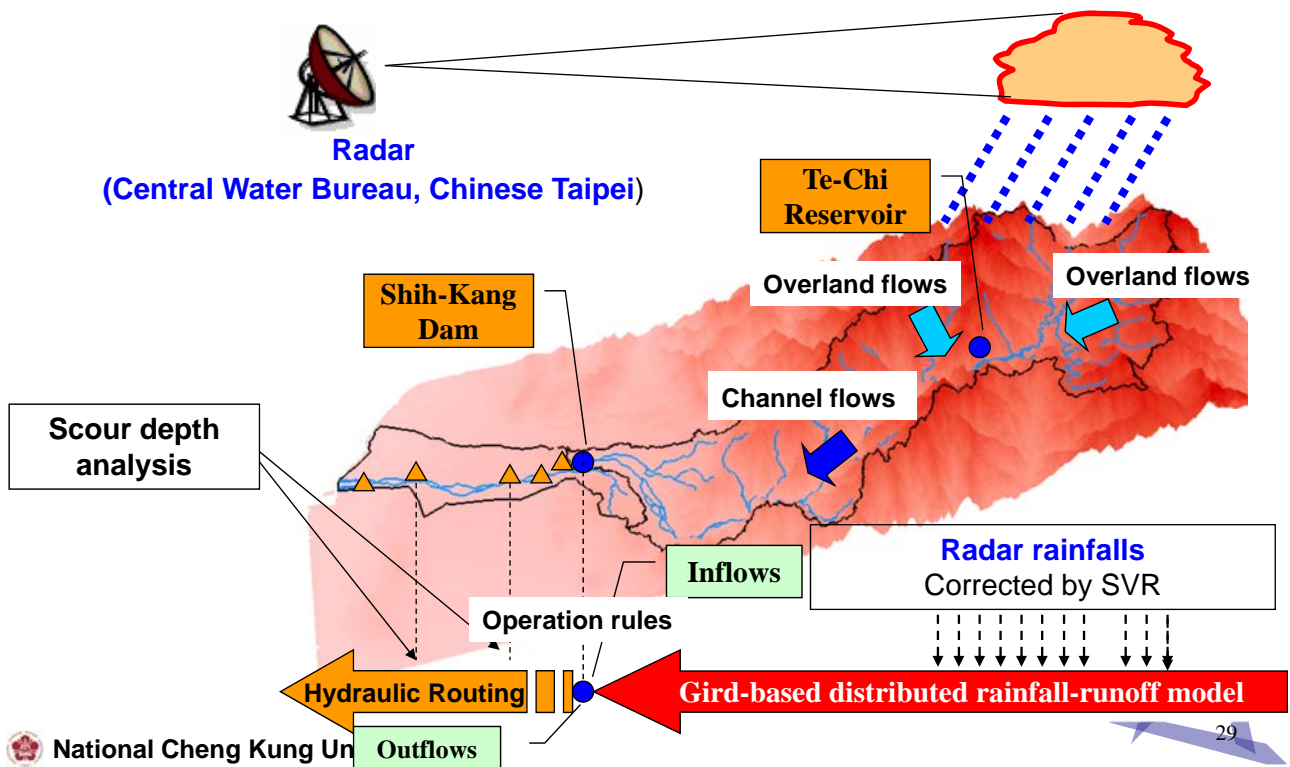 Radar
(Central Water Bureau, Chinese Taipei)
Te-Chi
Reservoir
Overland flows
Overland flows
Shih-Kang
Dam
Channel flows
Scour depth
analysis
Inflows
Radar rainfalls
Corrected by SVR
Operation rules
Hydraulic Routing
Gird-based distributed rainfall-runoff model
Outflows
National Cheng Kung Un
29